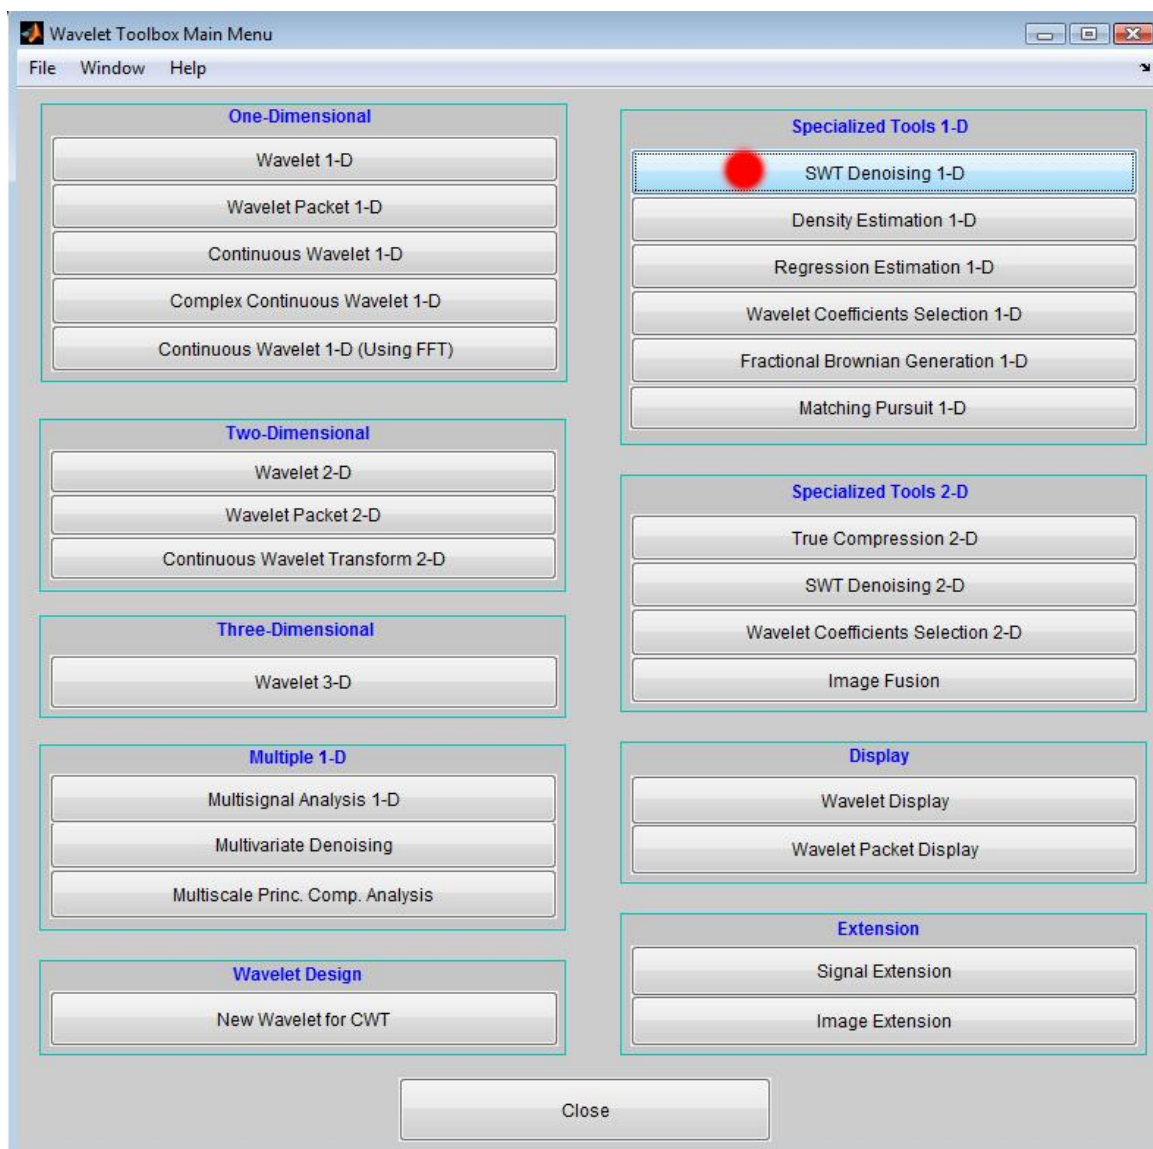 Wavelet Toolbox Main Menu
File Window Help
One-Dimensional
Wavelet 1-D
Wavelet Packet 1-D
Continuous Wavelet 1-D
Complex Continuous Wavelet 1-D
Continuous Wavelet 1-D (Using FFT)
Two-Dimensional
Wavelet 2-D
Wavelet Packet 2-D
Continuous Wavelet Transform 2-D
Three-Dimensional
Wavelet 3-D
Multiple 1-D
Multisignal Analysis 1-D
Multivariate Denoising
Multiscale Princ. Comp. Analysis
Wavelet Design
New Wavelet for CWT
Specialized Tools 1-D
SWT Denoising 1-D
Density Estimation 1-D
Regression Estimation 1-D
Wavelet Coefficients Selection 1-D
Fractional Brownian Generation 1-D
Matching Pursuit 1-D
Specialized Tools 2-D
True Compression 2-D
SWT Denoising 2-D
Wavelet Coefficients Selection 2-D
Image Fusion
Display
Wavelet Display
Wavelet Packet Display
Extension
Signal Extension
Image Extension
Close